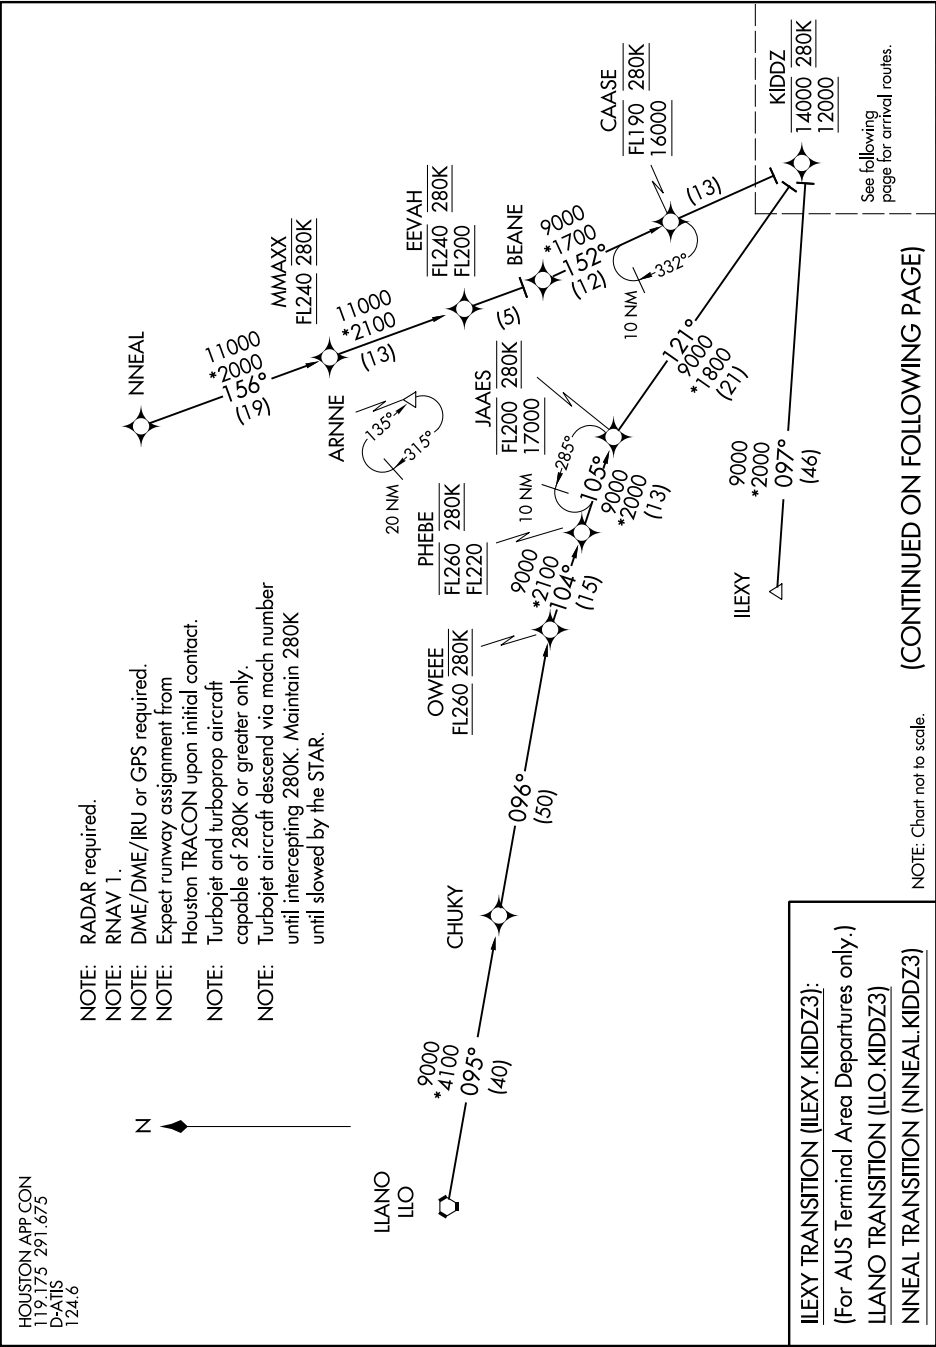 HOUSTON APP CON
119.175 291.675
D-ATIS
124.6
N
NOTE: RADAR required.
NOTE: RNAV 1.
NOTE: DME/DME/IRU or GPS required.
NOTE: Expect runway assignment from
Houston TRACON upon initial contact.
NOTE: Turbojet and turboprop aircraft
capable of 280K or greater only.
NOTE: Turbojet aircraft descend via mach number
until intercepting 280K. Maintain 280K
until slowed by the STAR.
NNEAL
11000
*2000
156°
(19)
MMAXX
FL240 280K
11000
*2100
(13)
EEVAH
FL240 280K
FL200
(5)
BEANE
9000
*1700
152°
(12)
CAASE
FL190 280K
16000
10 NM
332°
(13)
KIDDZ
14000 280K
12000
See following
page for arrival routes.
ARNNE
135°
315°
20 NM
LLANO
LLO
9000
*4100
095°
(40)
CHUKY
096°
(50)
OWEEE
FL260 280K
9000
*2100
104°
(15)
PHEBE
FL260 280K
FL220
10 NM
285°
105°
9000
*2000
(13)
JAAES
FL200 280K
17000
121°
9000
*1800
(21)
ILEXY
9000
*2000
097°
(46)
ILEXY TRANSITION (ILEXY.KIDDZ3):
(For AUS Terminal Area Departures only.)
LLANO TRANSITION (LLO.KIDDZ3)
NNEAL TRANSITION (NNEAL.KIDDZ3)
NOTE: Chart not to scale.
(CONTINUED ON FOLLOWING PAGE)